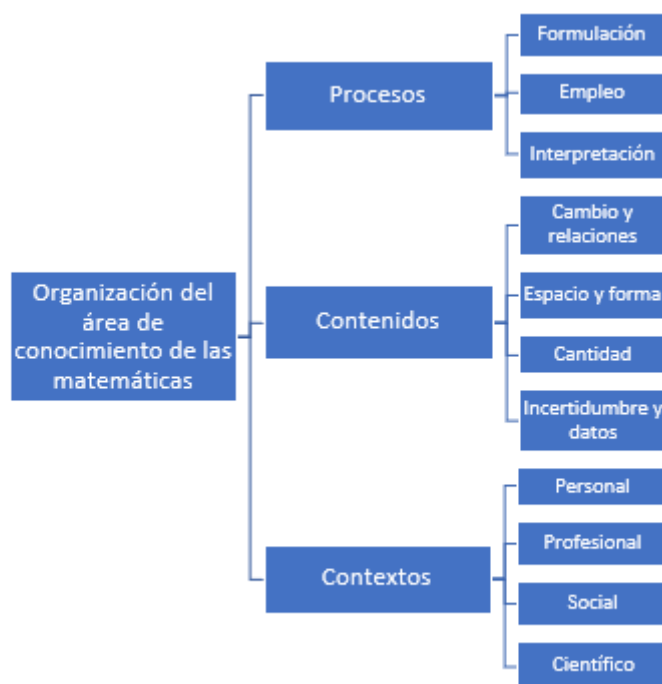 Organización del
área de
conocimiento de las
matemáticas
Procesos
Formulación
Empleo
Interpretación
Contenidos
Cambio y
relaciones
Espacio y forma
Cantidad
Incertidumbre y
datos
Contextos
Personal
Profesional
Social
Científico